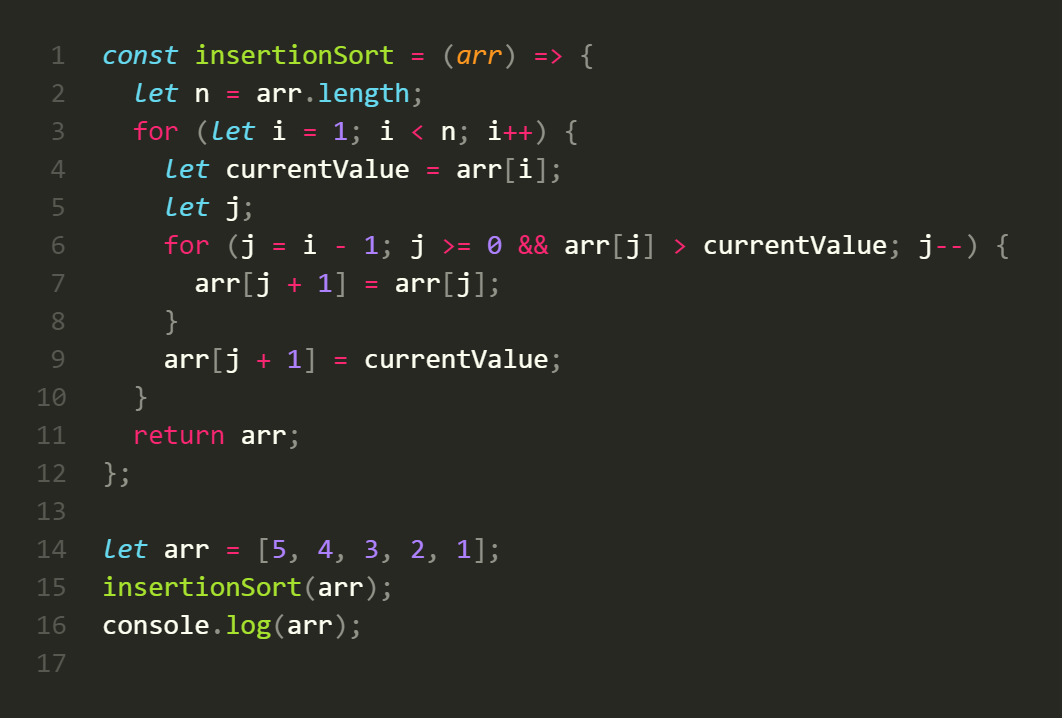 1 const insertionSort = (arr) => {
2   let n = arr.length;
3   for (let i = 1; i < n; i++) {
4     let currentValue = arr[i];
5     let j;
6     for (j = i - 1; j >= 0 && arr[j] > currentValue; j--) {
7       arr[j + 1] = arr[j];
8     }
9     arr[j + 1] = currentValue;
10   }
11   return arr;
12 };
13
14 let arr = [5, 4, 3, 2, 1];
15 insertionSort(arr);
16 console.log(arr);
17